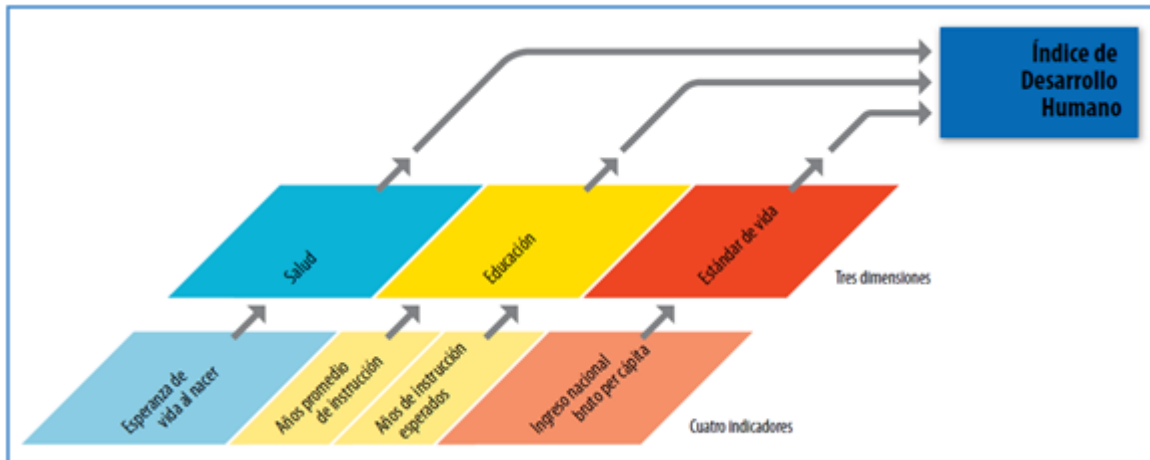 Índice de
Desarrollo
Humano
Salud
Educación
Estándar de vida
Tres dimensiones
Esperanza de
vida al nacer
Años promedio
de instrucción
Años de instrucción
esperados
Ingreso nacional
bruto per cápita
Cuatro indicadores